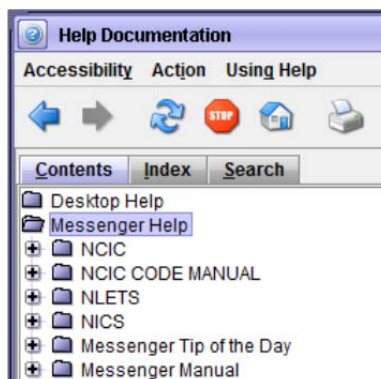 Help Documentation
Accessibility Action Using Help
STOP
Contents Index Search
Desktop Help
Messenger Help
NCIC
NCIC CODE MANUAL
NLETS
NICS
Messenger Tip of the Day
Messenger Manual